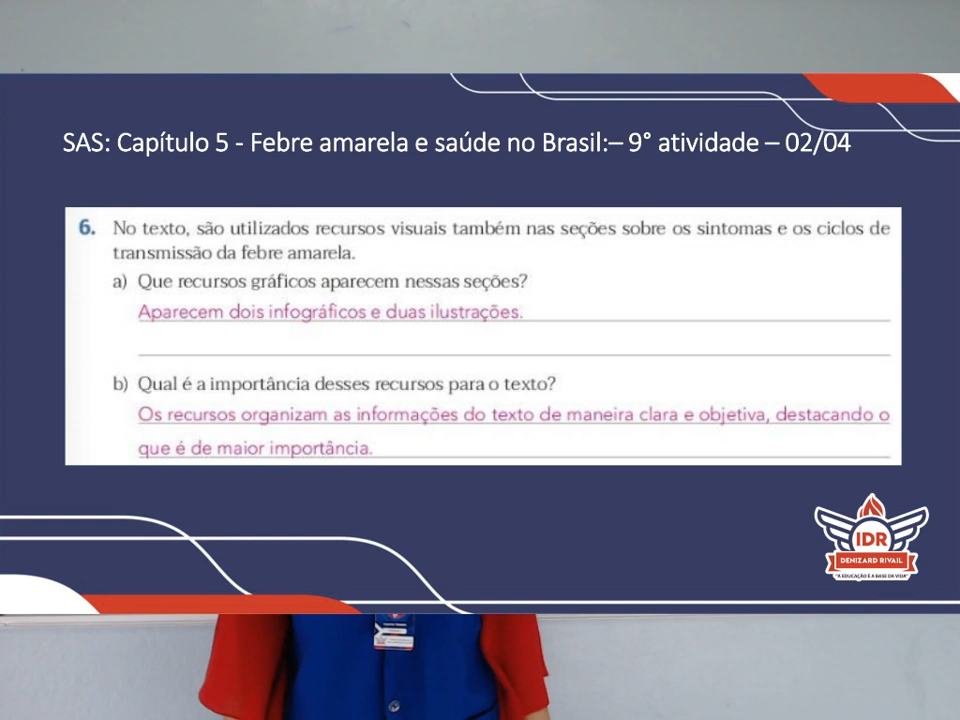 SAS: Capítulo 5 - Febre amarela e saúde no Brasil:– 9° atividade – 02/04
6. No texto, são utilizados recursos visuais também nas seções sobre os sintomas e os ciclos de
transmissão da febre amarela.
a) Que recursos gráficos aparecem nessas seções?
Aparecem dois infográficos e duas ilustrações.
b) Qual é a importância desses recursos para o texto?
Os recursos organizam as informações do texto de maneira clara e objetiva, destacando o
que é de maior importância.
IDR
DENIZARD RIVAIL
"A EDUCAÇÃO É A BASE DA VIDA"